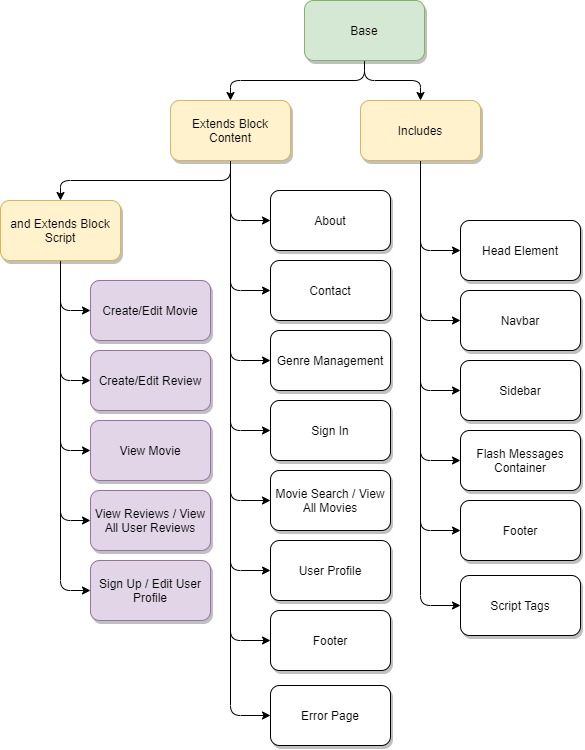 Base
Extends Block
Content
Includes
and Extends Block
Script
Create/Edit Movie
Create/Edit Review
View Movie
View Reviews / View
All User Reviews
Sign Up / Edit User
Profile
About
Contact
Genre Management
Sign In
Movie Search / View
All Movies
User Profile
Footer
Error Page
Head Element
Navbar
Sidebar
Flash Messages
Container
Footer
Script Tags